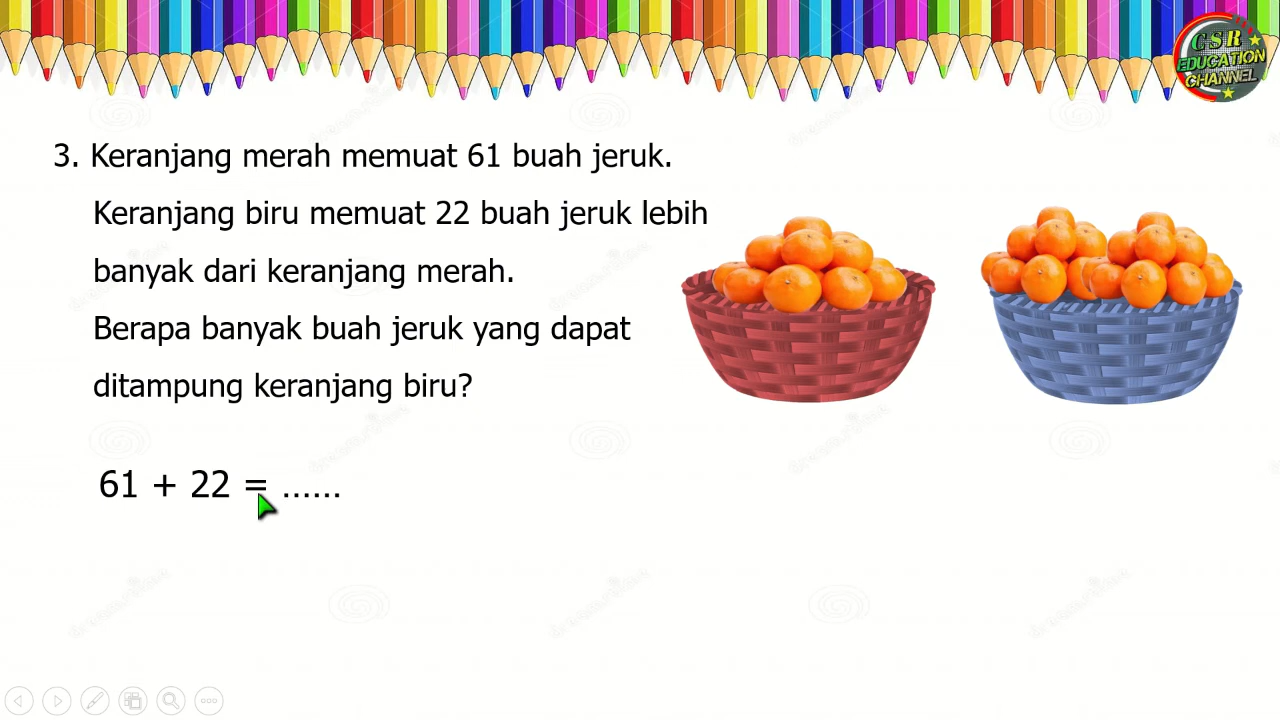 CSR
EDUCATION
CHANNEL
3. Keranjang merah memuat 61 buah jeruk.
Keranjang biru memuat 22 buah jeruk lebih
banyak dari keranjang merah.
Berapa banyak buah jeruk yang dapat
ditampung keranjang biru?
61 + 22 = ......